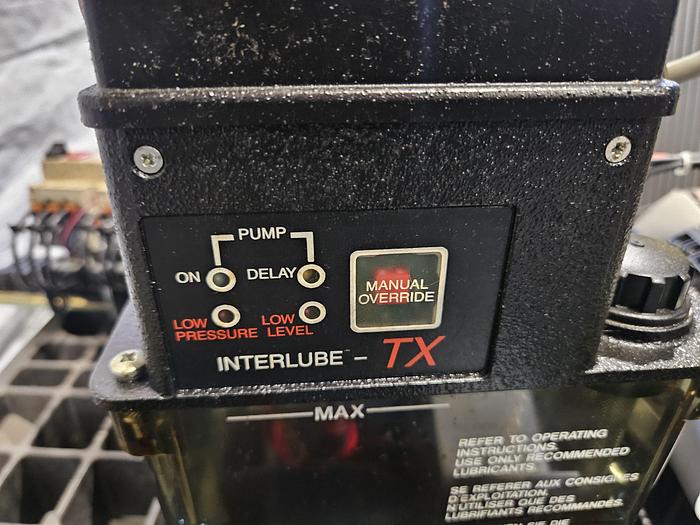 PUMP
ON
DELAY
MANUAL
OVERRIDE
LOW
PRESSURE
LOW
LEVEL
INTERLUBE - TX
MAX
REFER TO OPERATING
INSTRUCTIONS.
USE ONLY RECOMMENDED
LUBRICANTS.
SE REFERER AUX CONSIGNES
D'EXPLOITATION.
N'UTILISER QUE DES
LUBRIFIANTS RECOMMANDÉS.